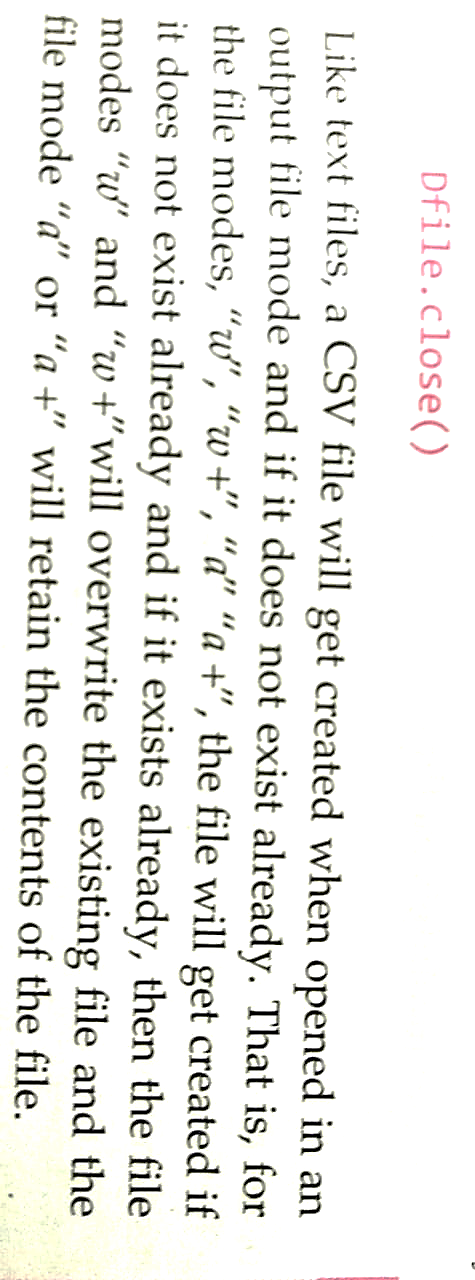 Dfile.close()
Like text files, a CSV file will get created when opened in an
output file mode and if it does not exist already. That is, for
the file modes, "w", "w +", "a" "a +", the file will get created if
it does not exist already and if it exists already, then the file
modes "w" and "w +" will overwrite the existing file and the
file mode "a" or "a +" will retain the contents of the file.